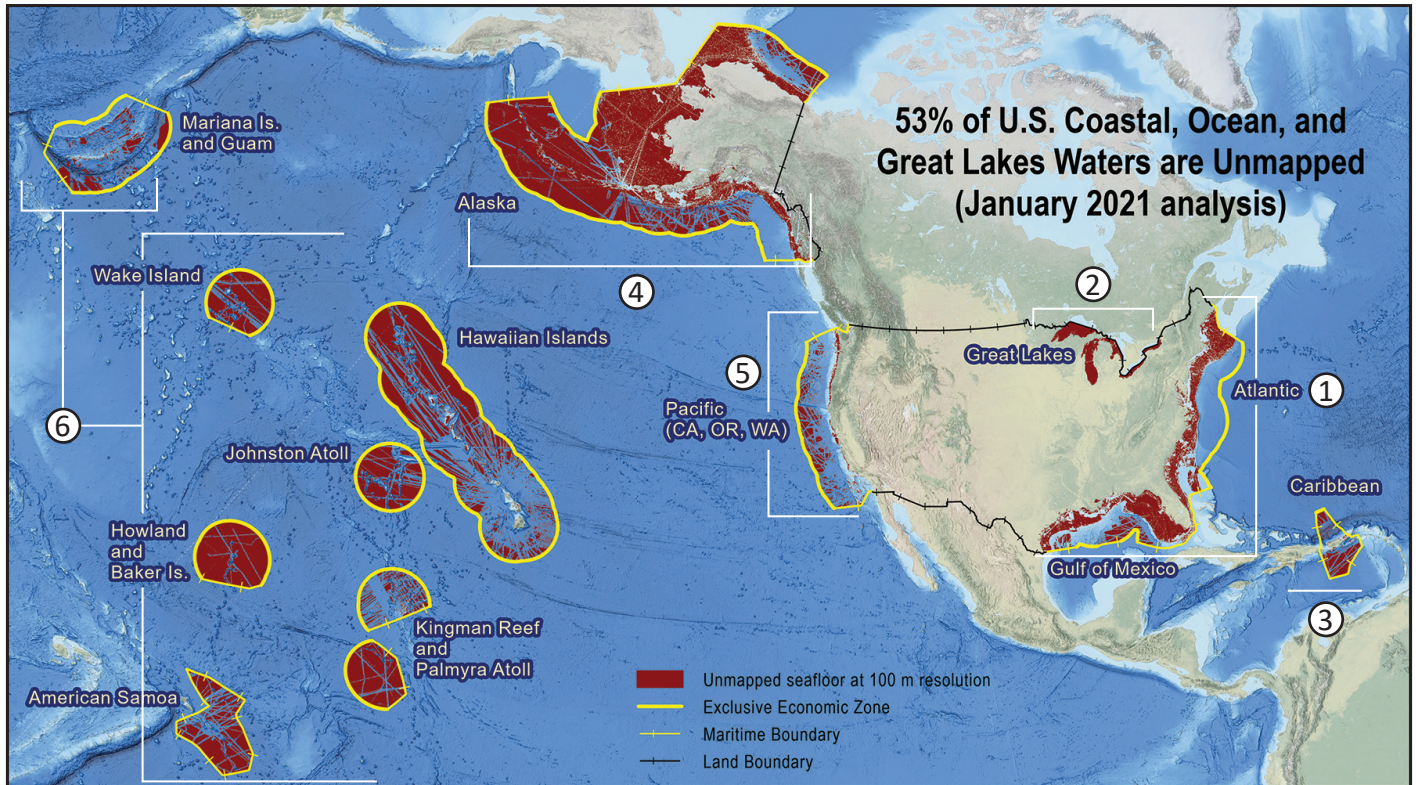 53% of U.S. Coastal, Ocean, and
Great Lakes Waters are Unmapped
(January 2021 analysis)
Mariana Is.
and Guam
Alaska
Wake Island
4
2
Hawaiian Islands
Great Lakes
5
Atlantic
1
Pacific
(CA, OR, WA)
6
Johnston Atoll
Caribbean
Howland
and
Baker Is.
Gulf of Mexico
3
Kingman Reef
and
Palmyra Atoll
American Samoa
Unmapped seafloor at 100 m resolution
Exclusive Economic Zone
Maritime Boundary
Land Boundary